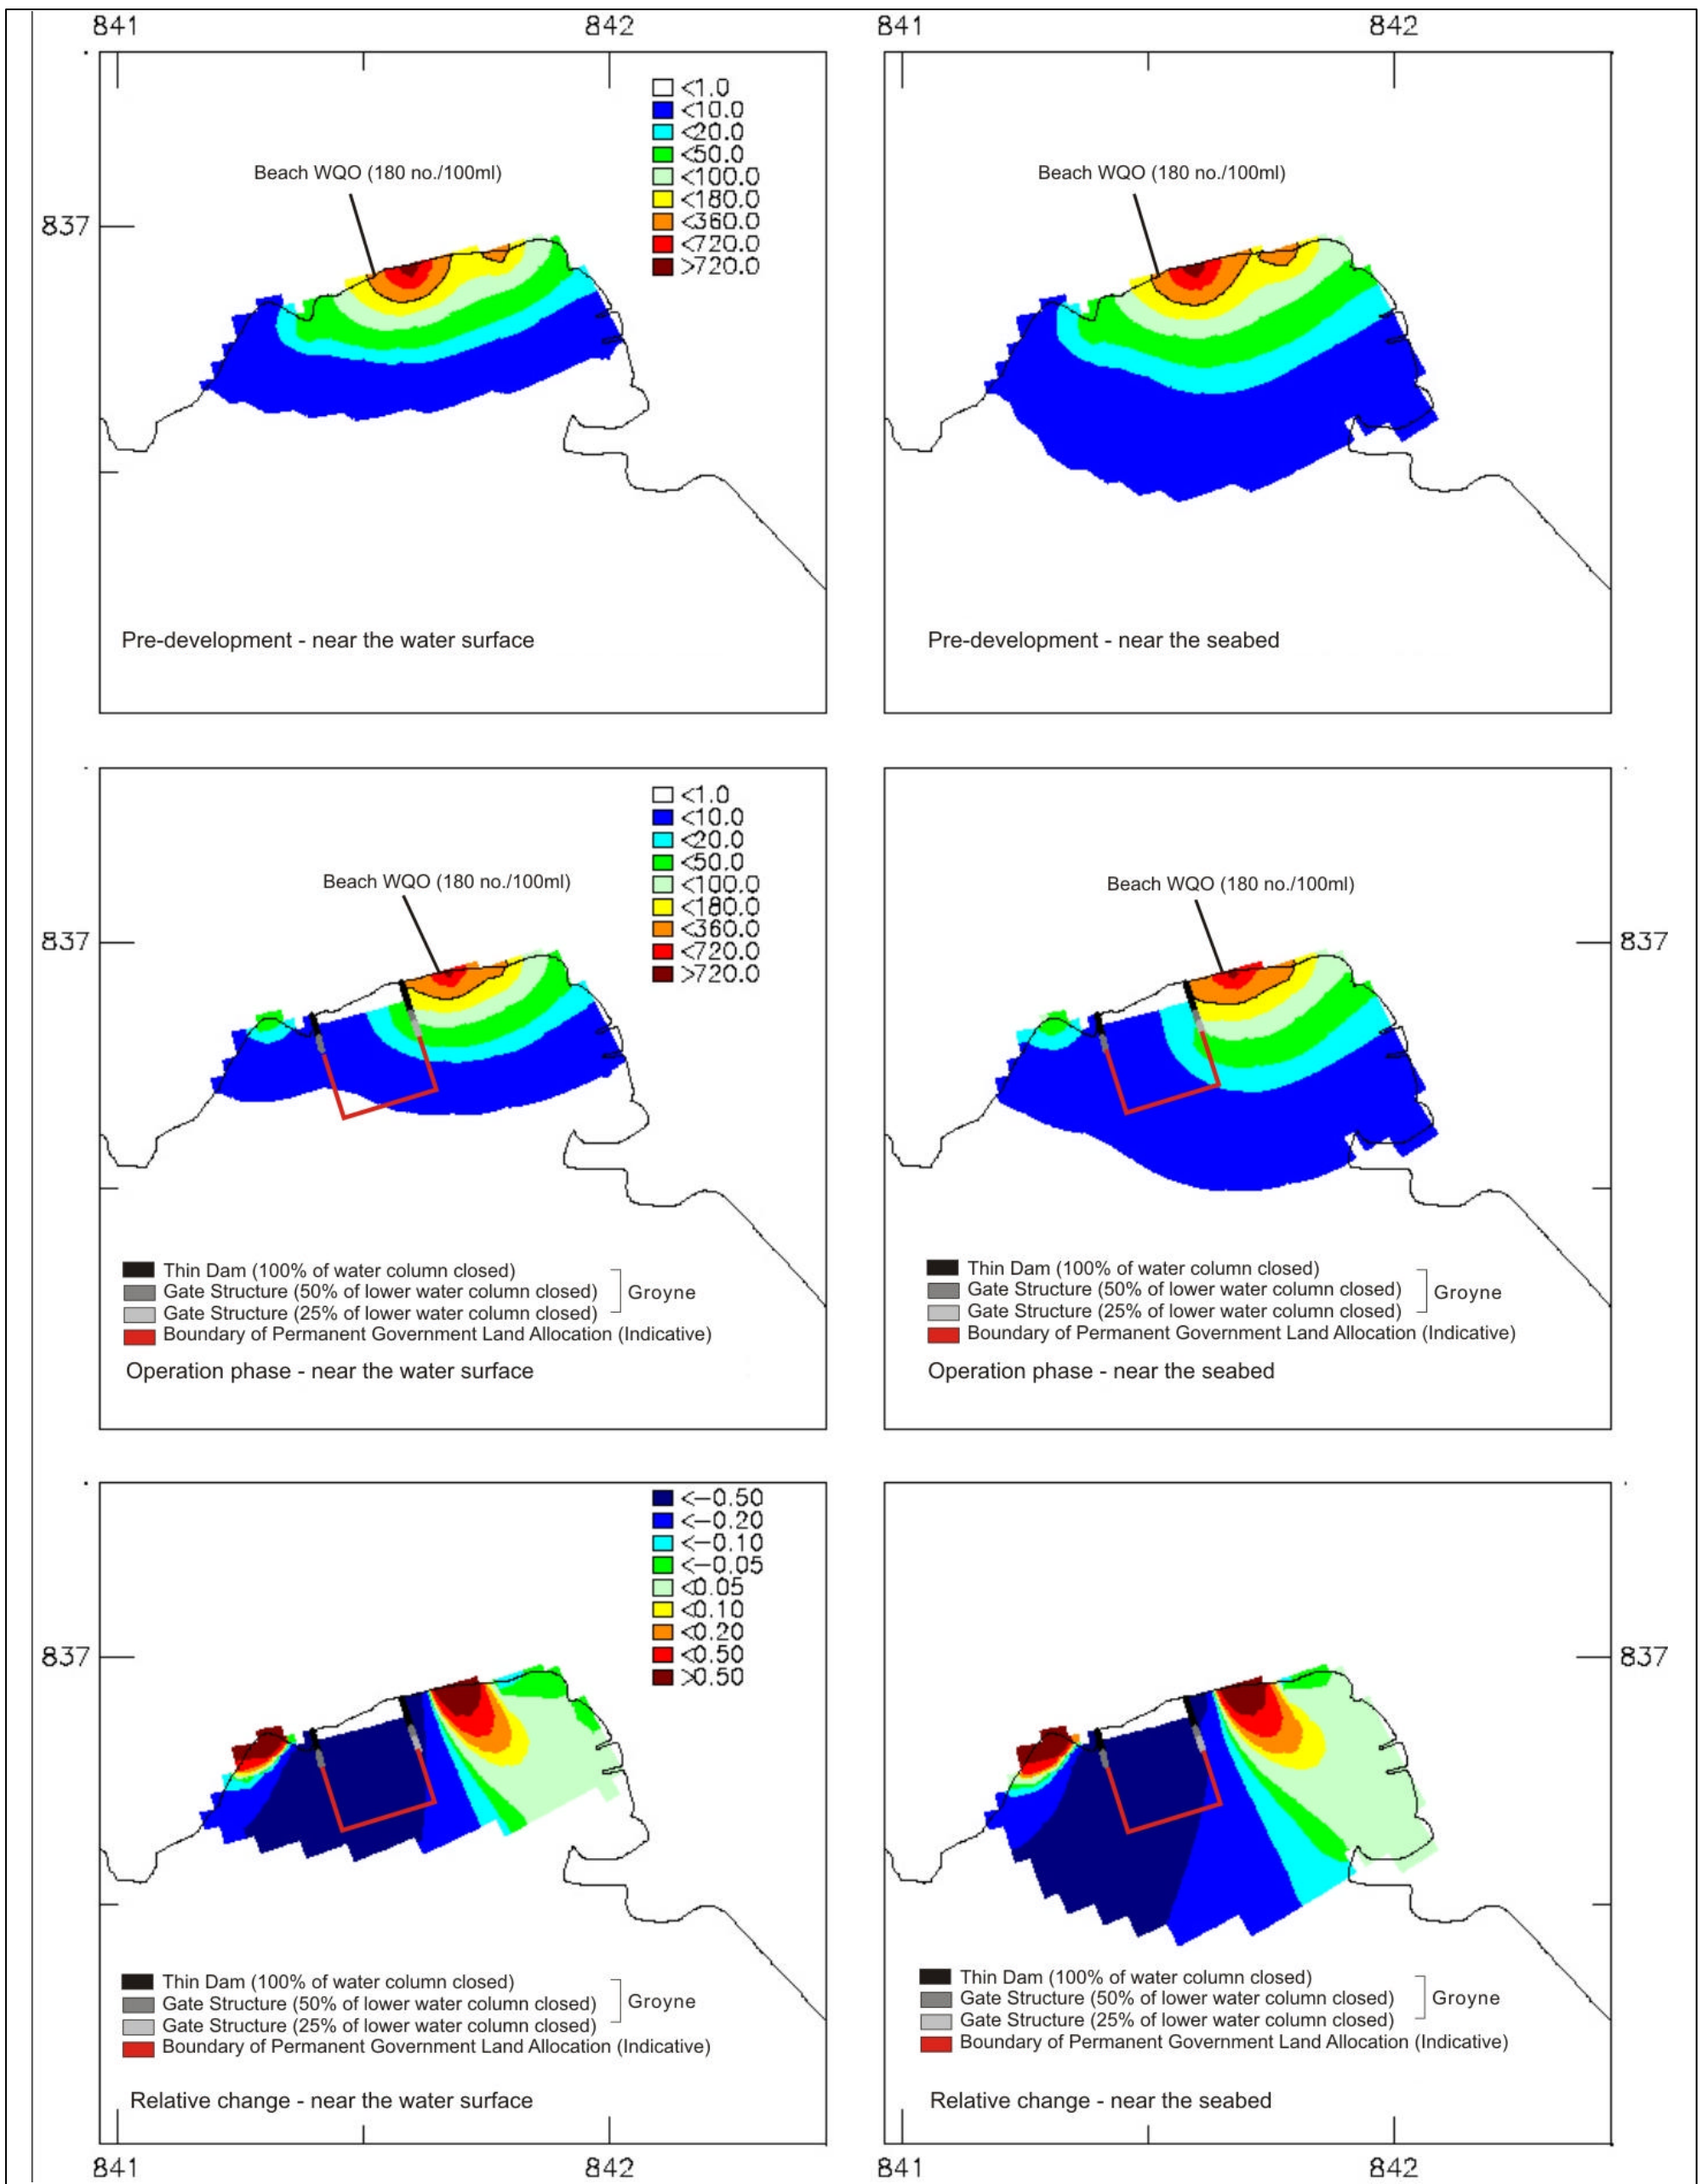 841 842 841 842
<1.0
<10.0
<20.0
<50.0
<100.0
<180.0
<360.0
<720.0
>720.0
Beach WQO (180 no./100ml)
Beach WQO (180 no./100ml)
837
Pre-development - near the water surface
Pre-development - near the seabed
<1.0
<10.0
<20.0
<50.0
<100.0
<180.0
<360.0
<720.0
>720.0
Beach WQO (180 no./100ml)
Beach WQO (180 no./100ml)
837
837
Thin Dam (100% of water column closed)
Gate Structure (50% of lower water column closed)
Gate Structure (25% of lower water column closed)
Groyne
Boundary of Permanent Government Land Allocation (Indicative)
Operation phase - near the water surface
Thin Dam (100% of water column closed)
Gate Structure (50% of lower water column closed)
Gate Structure (25% of lower water column closed)
Groyne
Boundary of Permanent Government Land Allocation (Indicative)
Operation phase - near the seabed
<-0.50
<-0.20
<-0.10
<-0.05
<0.05
<0.10
<0.20
<0.50
>0.50
837
837
Thin Dam (100% of water column closed)
Gate Structure (50% of lower water column closed)
Gate Structure (25% of lower water column closed)
Groyne
Boundary of Permanent Government Land Allocation (Indicative)
Relative change - near the water surface
Thin Dam (100% of water column closed)
Gate Structure (50% of lower water column closed)
Gate Structure (25% of lower water column closed)
Groyne
Boundary of Permanent Government Land Allocation (Indicative)
Relative change - near the seabed
841 842 841 842